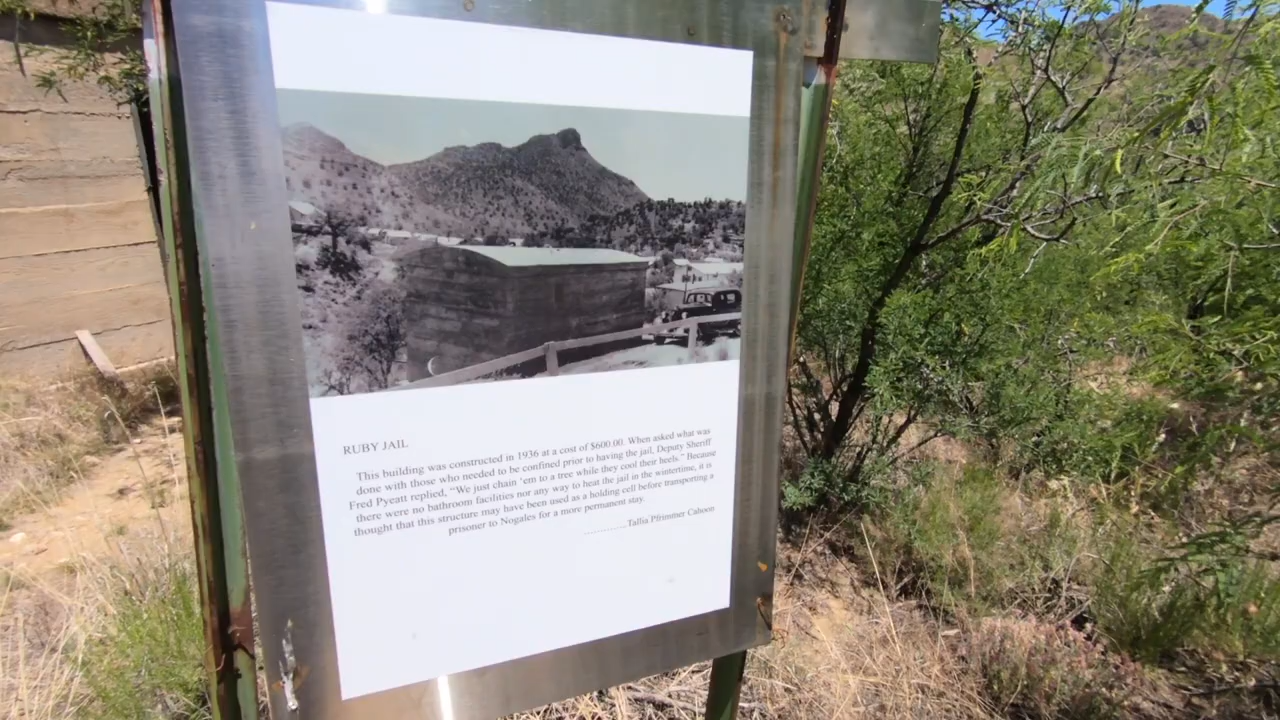 RUBY JAIL
This building was constructed in 1936 at a cost of $600.00. When asked what was
done with those who needed to be confined prior to having the jail, Deputy Sheriff
Fred Pyeatt replied, “We just chain ‘em to a tree while they cool their heels.” Because
there were no bathroom facilities nor any way to heat the jail in the wintertime, it is
thought that this structure may have been used as a holding cell before transporting a
prisoner to Nogales for a more permanent stay.
............Tallia Pfrimmer Cahoon